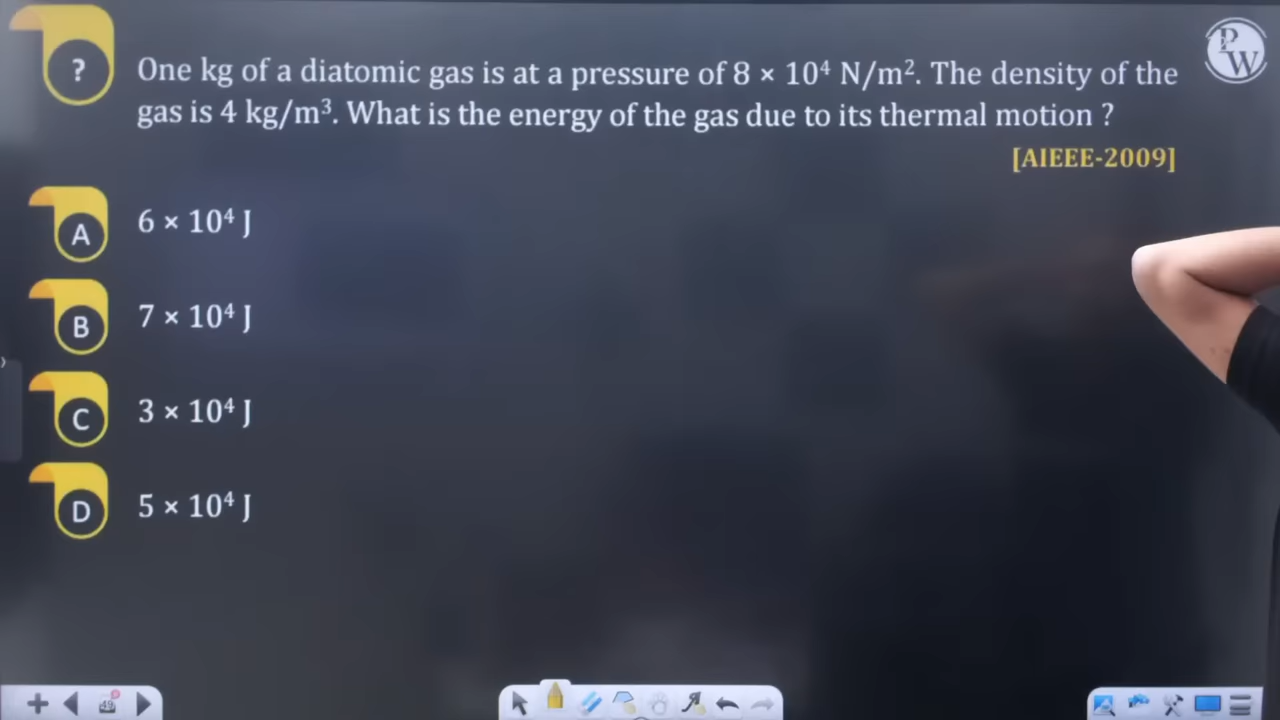 ?
One kg of a diatomic gas is at a pressure of 8 × 10⁴ N/m². The density of the
gas is 4 kg/m³. What is the energy of the gas due to its thermal motion ?
[AIEEE-2009]
A 6 × 10⁴ J
B 7 × 10⁴ J
C 3 × 10⁴ J
D 5 × 10⁴ J
PW
49